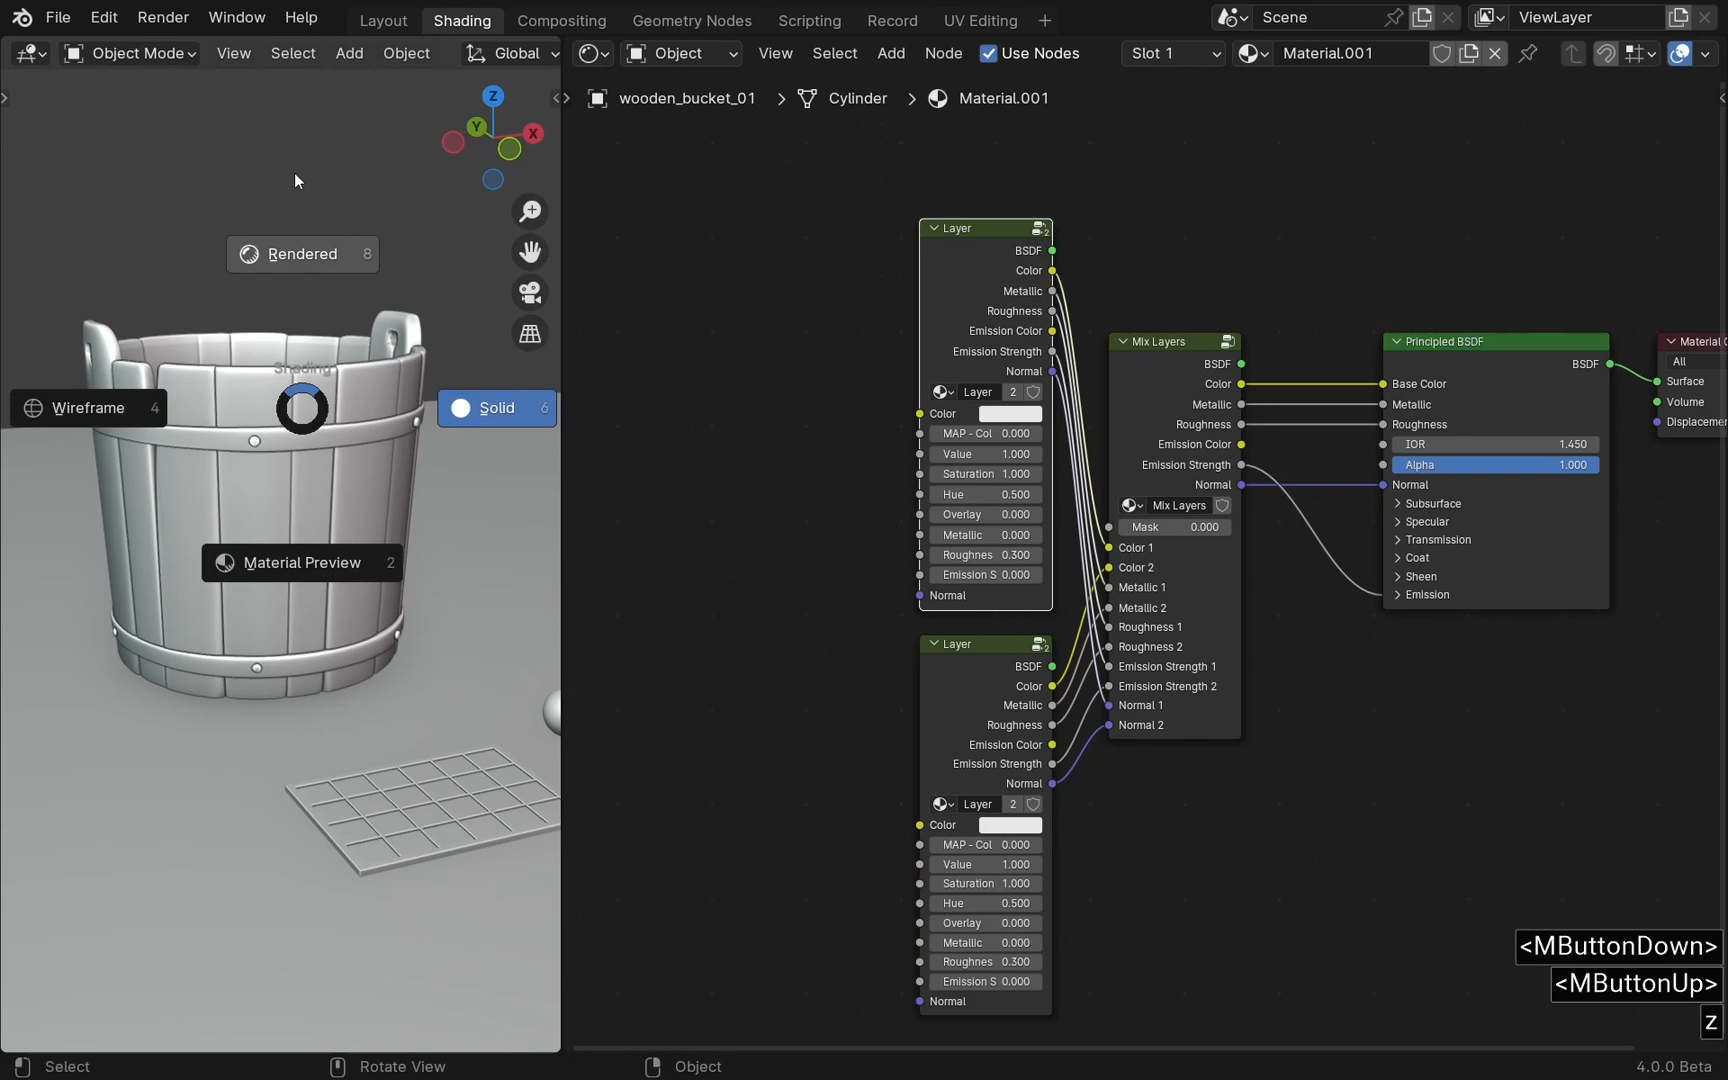 File Edit Render Window Help Layout Shading Compositing Geometry Nodes Scripting Record UV Editing + Scene ViewLayer
Object Mode View Select Add Object Global Object View Select Add Node Use Nodes Slot 1 Material.001
wooden_bucket_01 > Cylinder > Material.001
Z
Y
X
Rendered 8
Shading
Wireframe 4
Solid 6
Material Preview 2
Layer
2
BSDF
Color
Metallic
Roughness
Emission Color
Emission Strength
Normal
Layer 2
Color
MAP - Col 0.000
Value 1.000
Saturation 1.000
Hue 0.500
Overlay 0.000
Metallic 0.000
Roughnes 0.300
Emission S 0.000
Normal
Layer
2
BSDF
Color
Metallic
Roughness
Emission Color
Emission Strength
Normal
Layer 2
Color
MAP - Col 0.000
Value 1.000
Saturation 1.000
Hue 0.500
Overlay 0.000
Metallic 0.000
Roughnes 0.300
Emission S 0.000
Normal
Mix Layers
BSDF
Color
Metallic
Roughness
Emission Color
Emission Strength
Normal
Mix Layers
Mask 0.000
Color 1
Color 2
Metallic 1
Metallic 2
Roughness 1
Roughness 2
Emission Strength 1
Emission Strength 2
Normal 1
Normal 2
Principled BSDF
BSDF
Base Color
Metallic
Roughness
IOR 1.450
Alpha 1.000
Normal
Subsurface
Specular
Transmission
Coat
Sheen
Emission
Material O
All
Surface
Volume
Displacemen
<MButtonDown>
<MButtonUp>
z
Select Rotate View Object 4.0.0 Beta